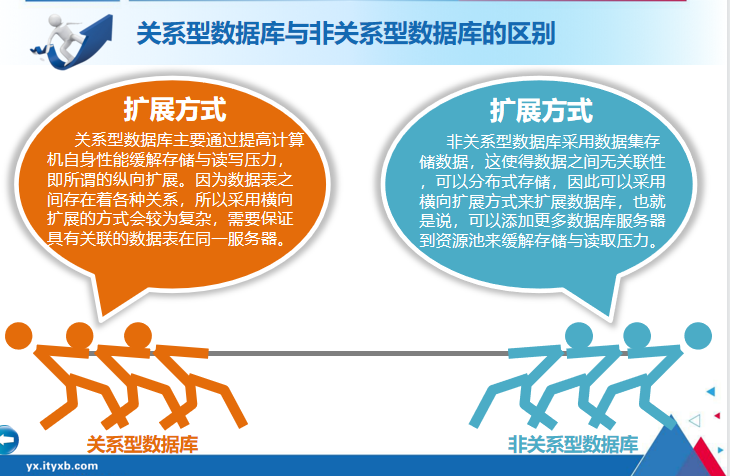 关系型数据库与非关系型数据库的区别
扩展方式
关系型数据库主要通过提高计算
机自身性能缓解存储与读写压力，
即所谓的纵向扩展。因为数据表之
间存在着各种关系，所以采用横向
扩展的方式会较为复杂，需要保证
具有关联的数据表在同一服务器。
扩展方式
非关系型数据库采用数据集存
储数据，这使得数据之间无关联性
，可以分布式存储，因此可以采用
横向扩展方式来扩展数据库，也就
是说，可以添加更多数据库服务器
到资源池来缓解存储与读取压力。
关系型数据库
非关系型数据库
yx.ityxb.com